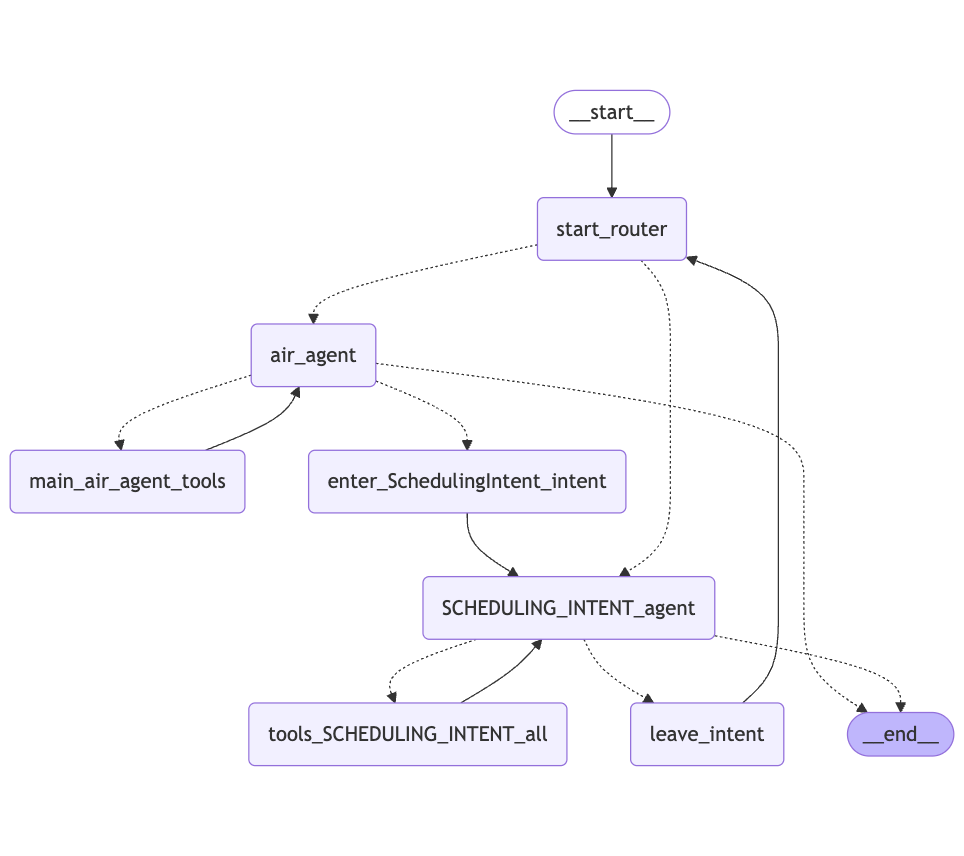 __start__
start_router
air_agent
main_air_agent_tools
enter_SchedulingIntent_intent
SCHEDULING_INTENT_agent
tools_SCHEDULING_INTENT_all
leave_intent
__end__